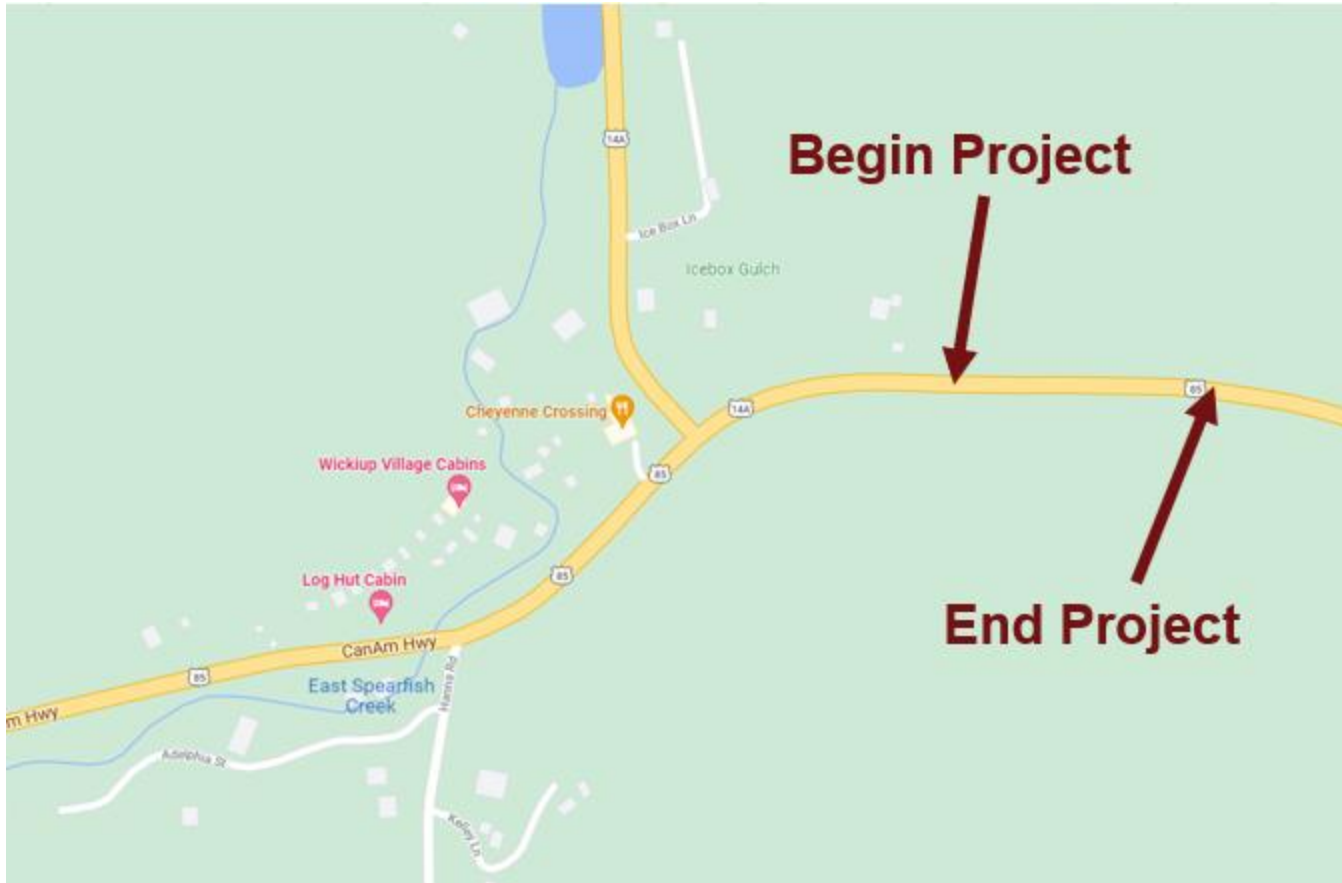 14A
Begin Project
Ice Box Ln
Icebox Gulch
85
Cheyenne Crossing
14A
Wickiup Village Cabins
85
85
Log Hut Cabin
End Project
CanAm Hwy
85
East Spearfish
Creek
Hanna Rd
m Hwy
Adelphia St
Kelley Ln